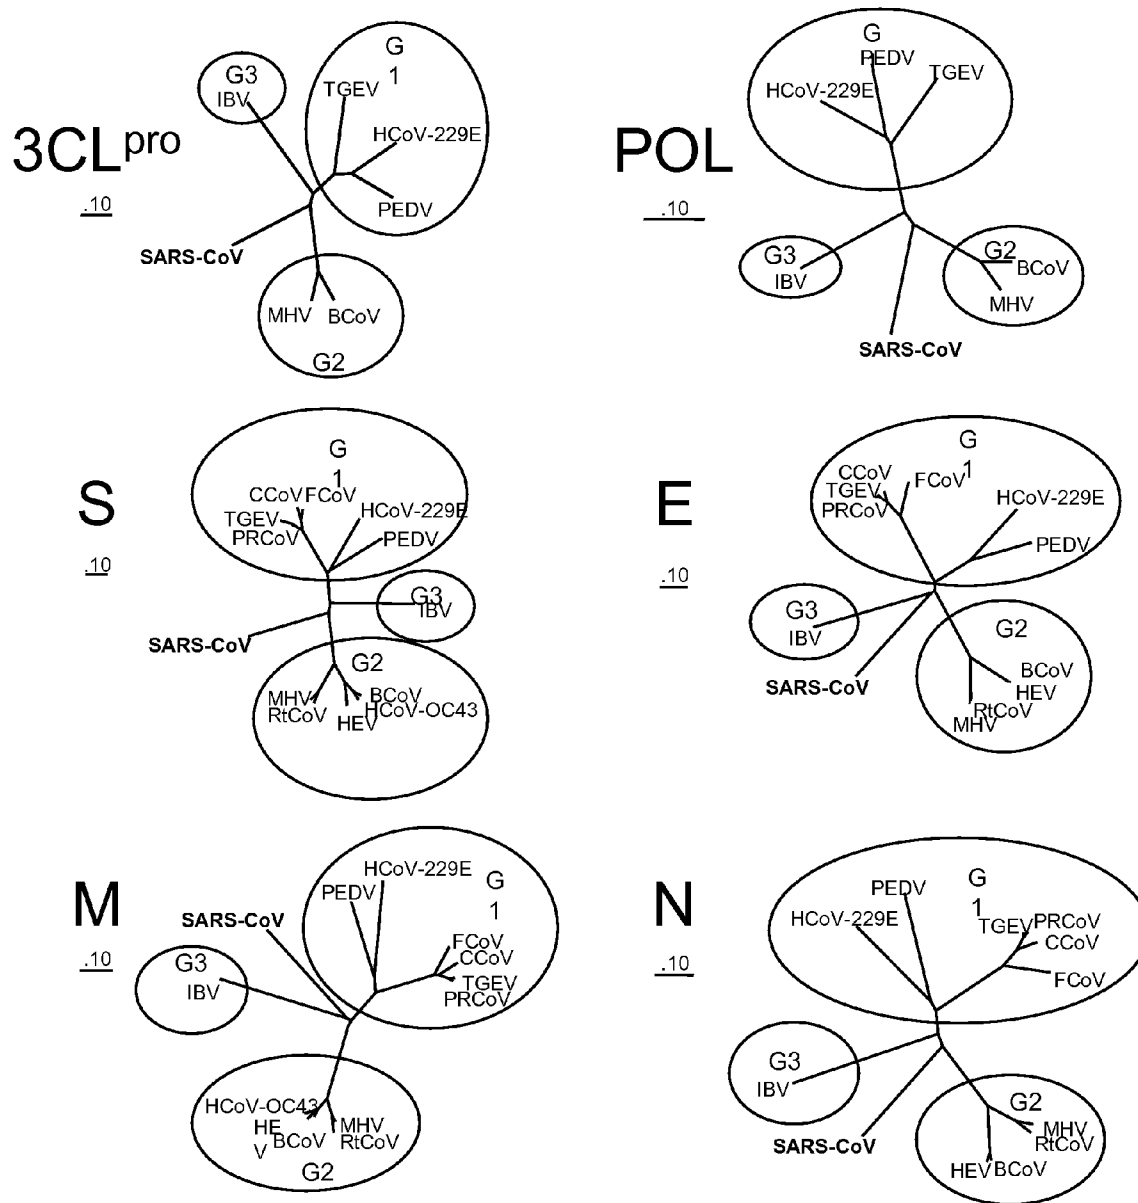 3CLpro
.10
G3
IBV
G
1
TGEV
HCoV-229E
PEDV
SARS-CoV
MHV
BCoV
G2
POL
.10
G
PEDV
TGEV
HCoV-229E
G3
IBV
G2
BCoV
MHV
SARS-CoV
S
.10
G
1
CCoV
FCoV
TGEV
PRCoV
HCoV-229E
PEDV
G3
IBV
SARS-CoV
G2
MHV
RtCoV
BCoV
HCoV-OC43
HEV
E
.10
G
1
CCoV
TGEV
PRCoV
FCoV
HCoV-229E
PEDV
G3
IBV
SARS-CoV
G2
BCoV
HEV
RtCoV
MHV
M
.10
HCoV-229E
G
1
PEDV
SARS-CoV
FCoV
CCoV
TGEV
PRCoV
G3
IBV
HCoV-OC43
HE
V
BCoV
MHV
RtCoV
G2
N
.10
PEDV
G
1
HCoV-229E
TGEV
PRCoV
CCoV
FCoV
G3
IBV
SARS-CoV
G2
MHV
RtCoV
HEV
BCoV